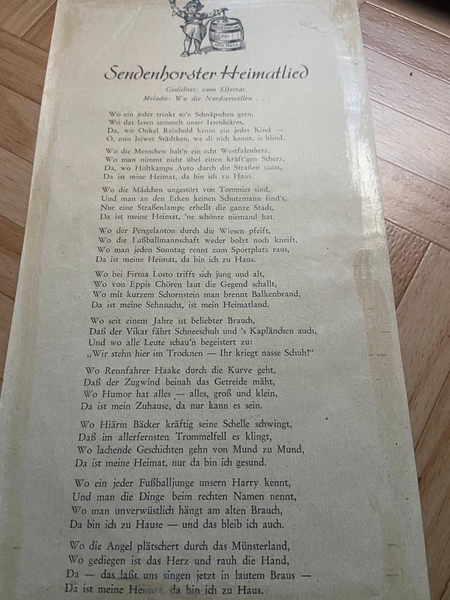 Sendenhorster Heimatlied
Gedichtet: vom Elferrat.
Melodie: Wo die Nordseewellen . . .
Wo ein jeder trinkt so'n Schnäpschen gern,
Wo dat lesen sammelt unser Iesenhiärm,
Da, wo Onkel Reinhold kennt ein jedes Kind —
O, mien leiwet Städtken, we di nich kennt, is blind.
Wo die Menschen hab'n ein echt Westfalenherz,
Wo man nimmt nicht übel einen kräft'gen Scherz,
Da, wo Holtkamps Auto durch die Straßen saust,
Da ist mine Heimat, da bin ich zu Haus.
Wo die Mädchen ungestört von Tommies sind,
Und man an den Ecken keinen Schutzmann find't,
Nur eine Straßenlampe erhellt die ganze Stadt,
Da ist meine Heimat, 'ne schönre niemand hat.
Wo der Pengelanton durch die Wiesen pfeift,
Wo die Fußballmannschaft weder bolzt noch kneift,
Wo man jeden Sonntag rennt zum Sportplatz raus,
Da ist meine Heimat, da bin ich zu Haus.
Wo bei Firma Losto trifft sich jung und alt,
Wo von Eppis Chören laut die Gegend schallt,
Wo mit kurzem Schornstein man brennt Balkenbrand,
Da ist meine Sehnsucht, ist mein Heimatland.
Wo seit einem Jahre ist beliebter Brauch,
Daß der Vikar fährt Schneeschuh und 's Kaplänchen auch,
Und wo alle Leute schau'n begeistert zu:
„Wir stehn hier im Trocknen — Ihr kriegt nasse Schuh!"
Wo Rennfahrer Haake durch die Kurve geht,
Daß der Zugwind beinah das Getreide mäht,
Wo Humor hat alles — alles, groß und klein,
Da ist mein Zuhause, da nur kann es sein.
Wo Hiärm Bäcker kräftig seine Schelle schwingt,
Daß im allerfernsten Trommelfell es klingt,
Wo lachende Geschichten gehn von Mund zu Mund,
Da ist meine Heimat, nur da bin ich gesund.
Wo ein jeder Fußballjunge unsern Harry kennt,
Und man die Dinge beim rechten Namen nennt,
Wo man unverwüstlich hängt am alten Brauch,
Da bin ich zu Hause — und das bleib ich auch.
Wo die Angel plätschert durch das Münsterland,
Wo gediegen ist das Herz und rauh die Hand,
Da — das laßt uns singen jetzt in lautem Braus —
Da ist meine Heimat, da bin ich zu Haus.